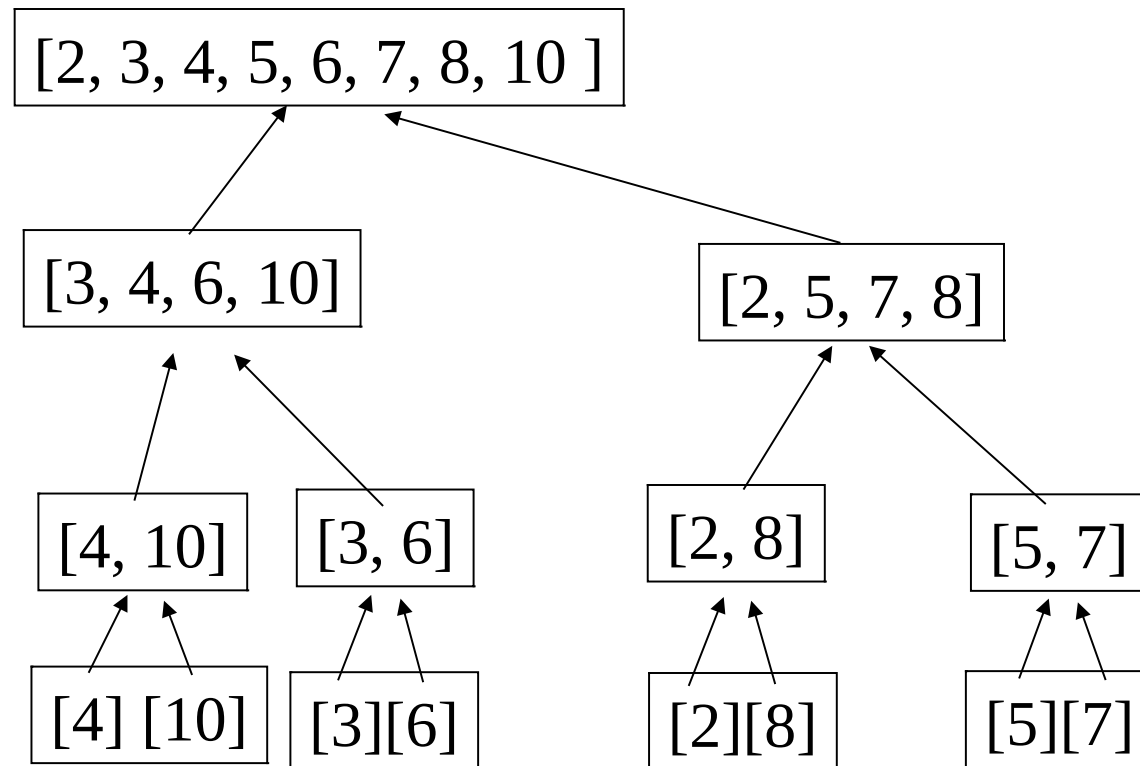 [2, 3, 4, 5, 6, 7, 8, 10 ]
[3, 4, 6, 10]
[2, 5, 7, 8]
[4, 10]
[3, 6]
[2, 8]
[5, 7]
[4] [10]
[3][6]
[2][8]
[5][7]